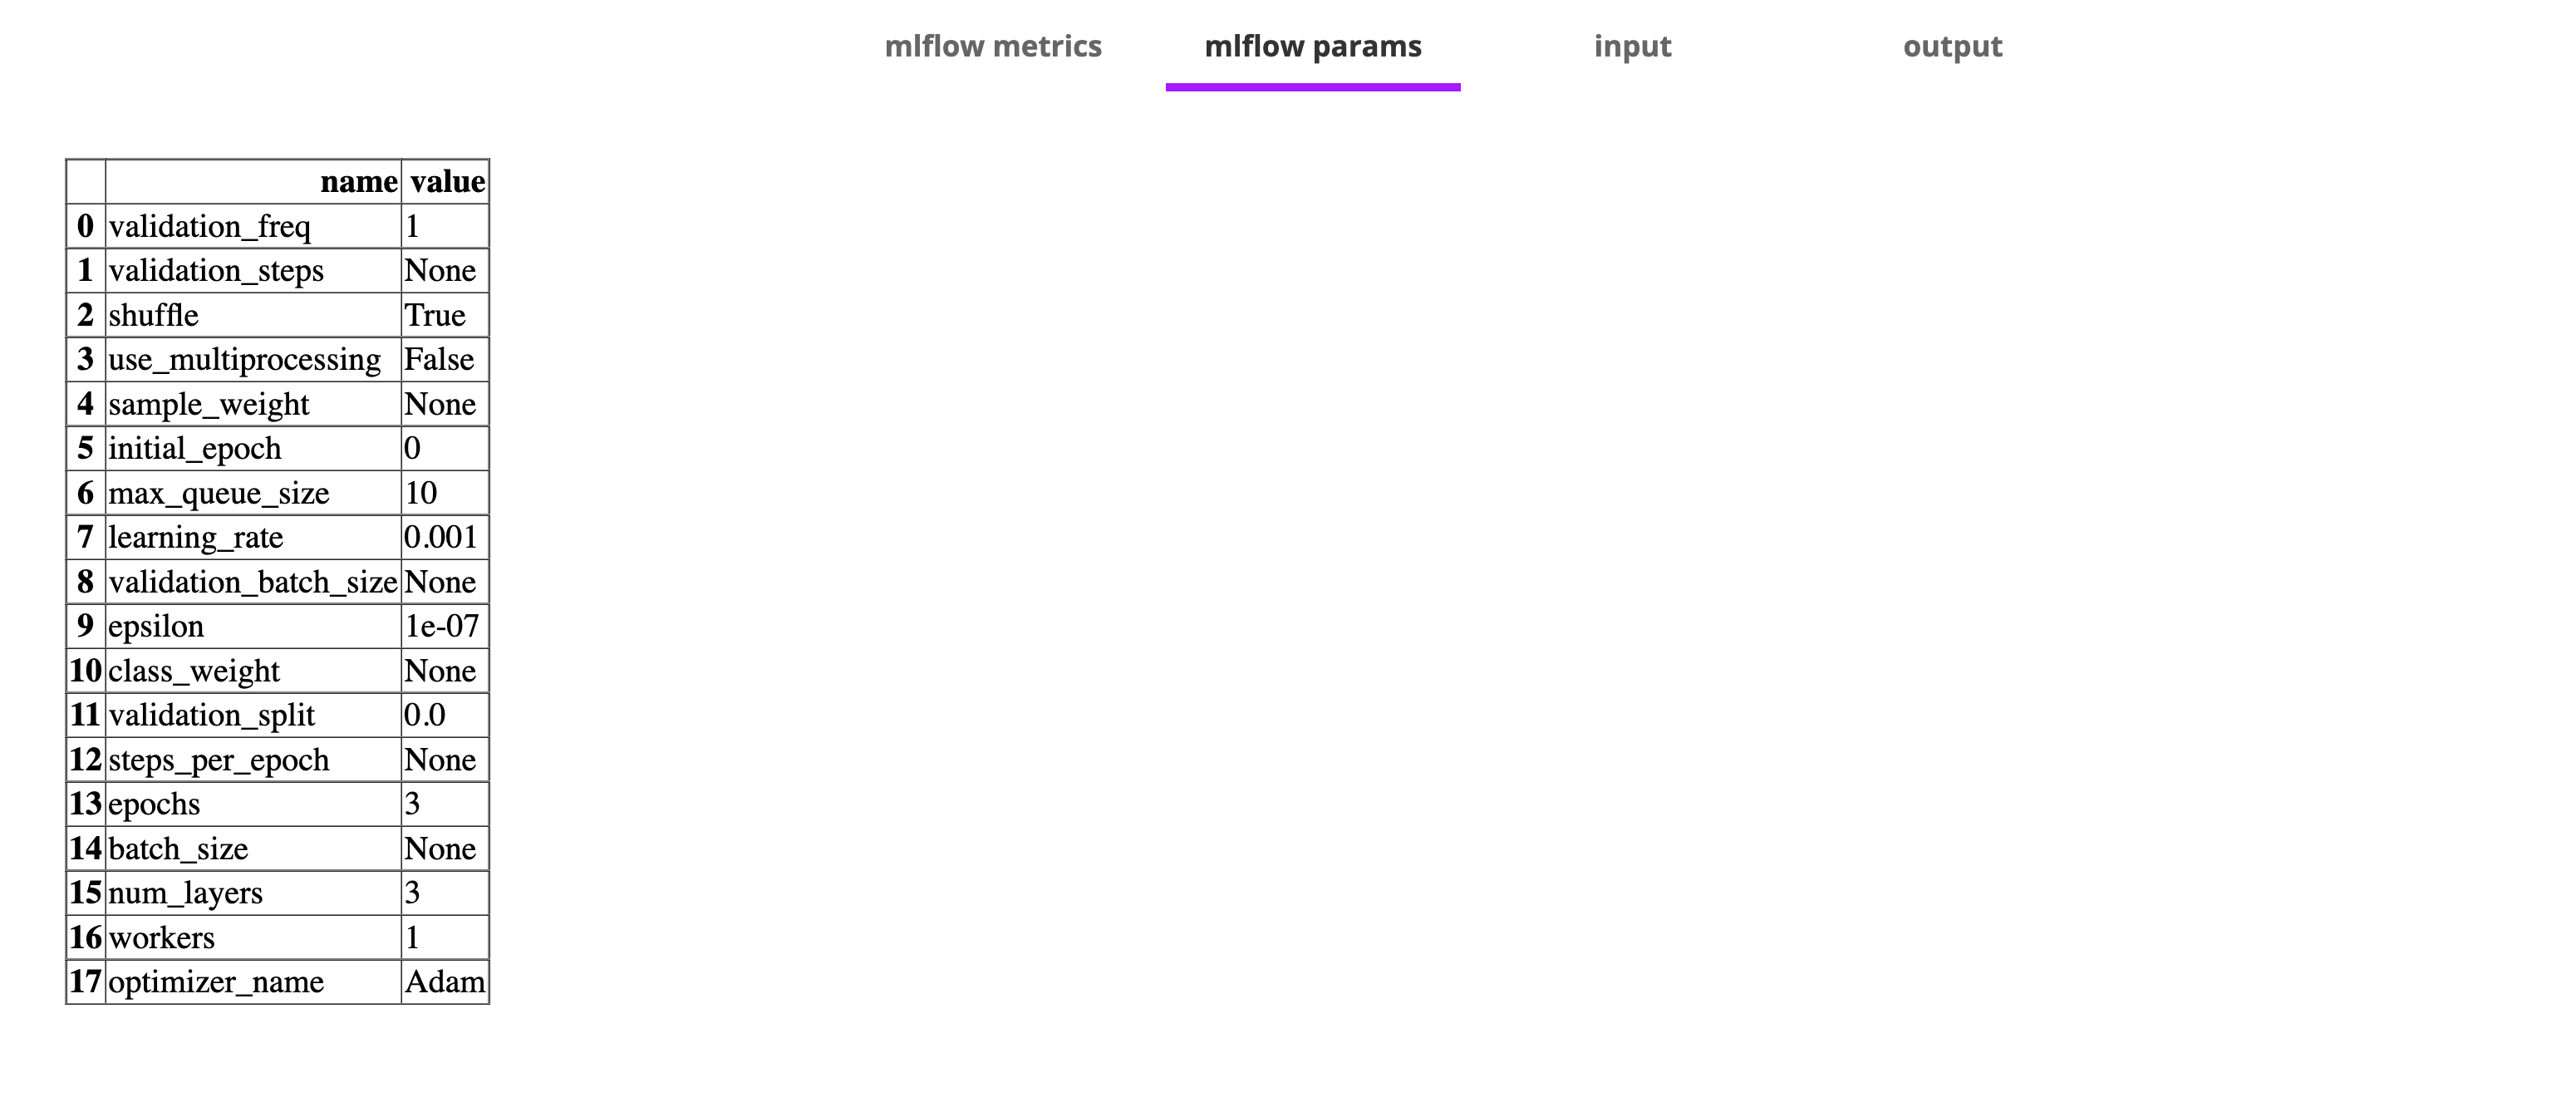 mlflow metrics mlflow params input output
name value
0 validation_freq 1
1 validation_steps None
2 shuffle True
3 use_multiprocessing False
4 sample_weight None
5 initial_epoch 0
6 max_queue_size 10
7 learning_rate 0.001
8 validation_batch_size None
9 epsilon 1e-07
10 class_weight None
11 validation_split 0.0
12 steps_per_epoch None
13 epochs 3
14 batch_size None
15 num_layers 3
16 workers 1
17 optimizer_name Adam